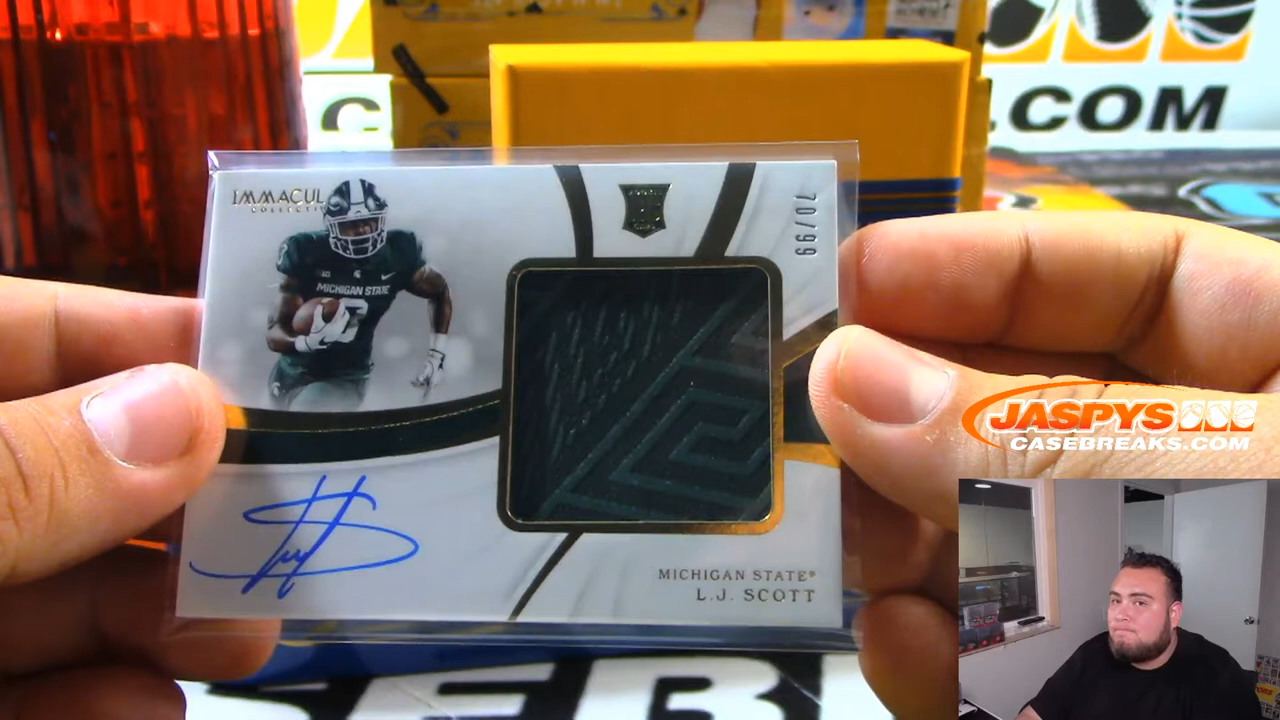 C
.COM
IMMACUL
COLLECTI
70/99
MICHIGAN STATE
MICHIGAN STATE®
L.J. SCOTT
JASPYS
CASEBREAKS.COM